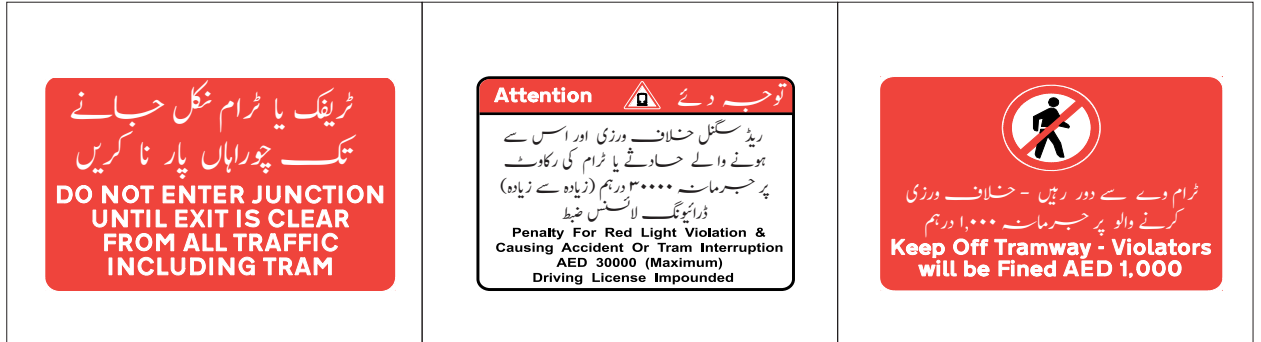 ٹریفک یا ٹرام نکل جانے
تک چوراہاں پار نا کریں
DO NOT ENTER JUNCTION
UNTIL EXIT IS CLEAR
FROM ALL TRAFFIC
INCLUDING TRAM
Attention توجہ دئے
ریڈ سگنل خلاف ورزی اور اس سے
ہونے والے حادثے یا ٹرام کی رکاوٹ
پر جرمانہ ۳۰۰۰۰ درہم (زیادہ سے زیادہ)
ڈرائیونگ لائسنس ضبط
Penalty For Red Light Violation &
Causing Accident Or Tram Interruption
AED 30000 (Maximum)
Driving License Impounded
ٹرام وے سے دور رہیں - خلاف ورزی
کرنے والو پر جرمانہ ۱,۰۰۰ درہم
Keep Off Tramway - Violators
will be Fined AED 1,000